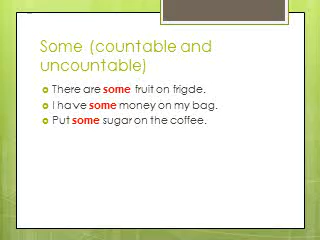 Some (countable and
uncountable)
There are some fruit on frigde.
I have some money on my bag.
Put some sugar on the coffee.